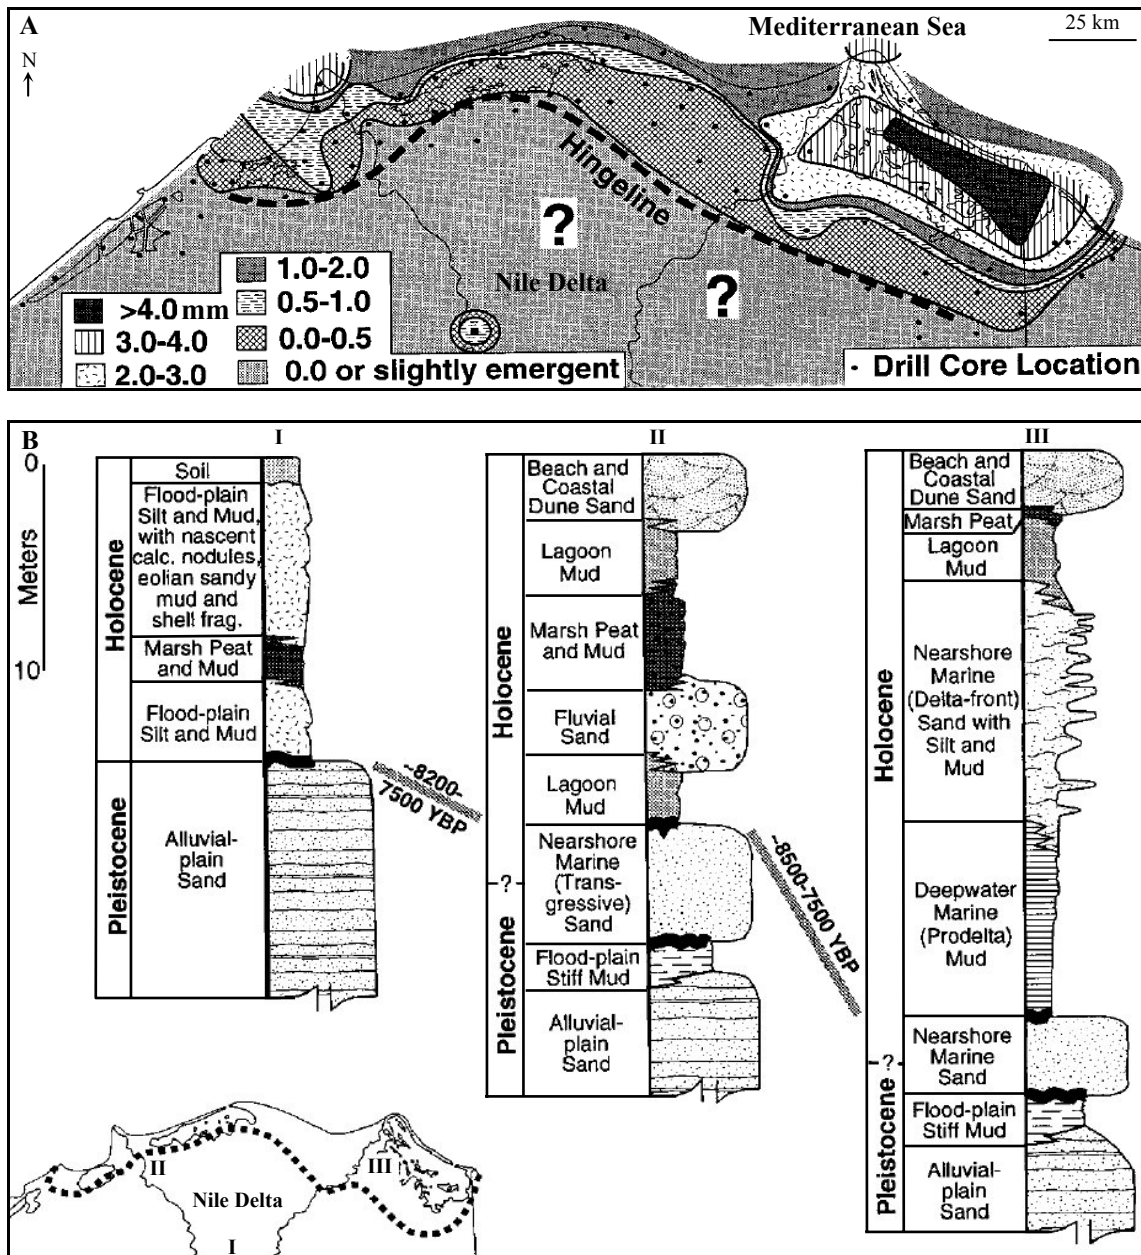 A
Mediterranean Sea
25 km
N
Hingeline
?
?
Nile Delta
>4.0 mm
3.0-4.0
2.0-3.0
1.0-2.0
0.5-1.0
0.0-0.5
0.0 or slightly emergent
Drill Core Location
B
I
II
III
0
Meters
10
Holocene
Pleistocene
Soil
Flood-plain
Silt and Mud,
with nascent
calc. nodules,
eolian sandy
mud and
shell frag.
Marsh Peat
and Mud
Flood-plain
Silt and Mud
Alluvial-
plain
Sand
~8200-
7500 YBP
Holocene
-?-
Pleistocene
Beach and
Coastal
Dune Sand
Lagoon
Mud
Marsh Peat
and Mud
Fluvial
Sand
Lagoon
Mud
Nearshore
Marine
(Trans-
gressive)
Sand
Flood-plain
Stiff Mud
Alluvial-
plain
Sand
~8500-7500 YBP
Holocene
-?-
Pleistocene
Beach and
Coastal
Dune Sand
Marsh Peat
Lagoon
Mud
Nearshore
Marine
(Delta-front)
Sand with
Silt and
Mud
Deepwater
Marine
(Prodelta)
Mud
Nearshore
Marine
Sand
Flood-plain
Stiff Mud
Alluvial-
plain
Sand
II
III
Nile Delta
I